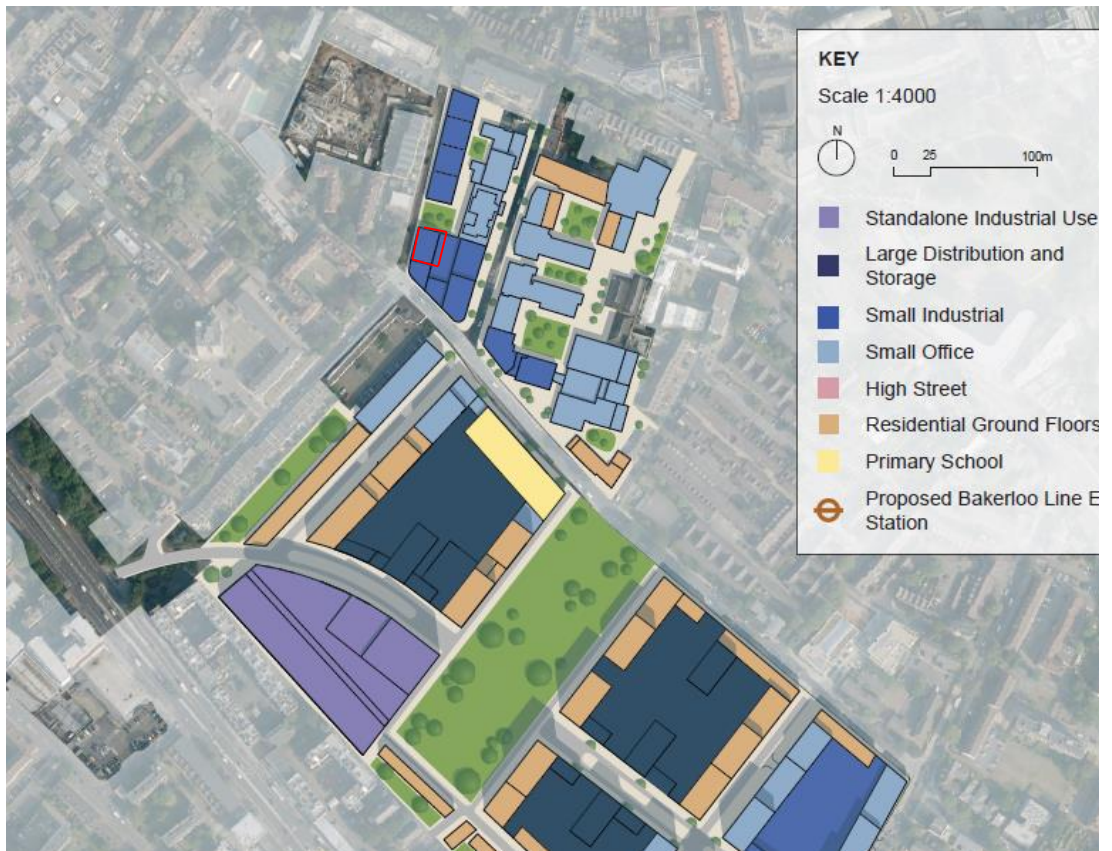 KEY
Scale 1:4000
N
0 25 100m
Standalone Industrial Use
Large Distribution and
Storage
Small Industrial
Small Office
High Street
Residential Ground Floors
Primary School
Proposed Bakerloo Line E
Station